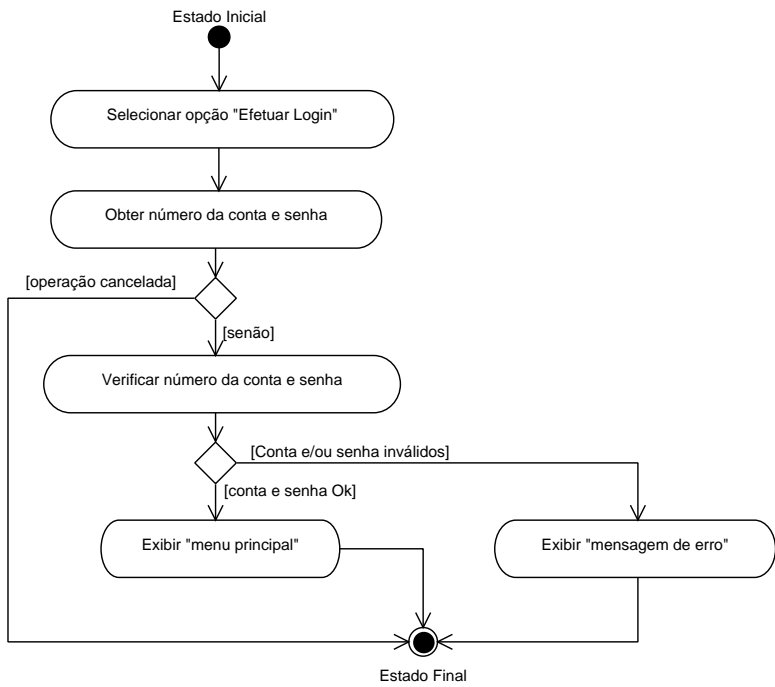 Estado Inicial
Selecionar opção "Efetuar Login"
Obter número da conta e senha
[operação cancelada]
[senão]
Verificar número da conta e senha
[Conta e/ou senha inválidos]
[conta e senha Ok]
Exibir "menu principal"
Exibir "mensagem de erro"
Estado Final